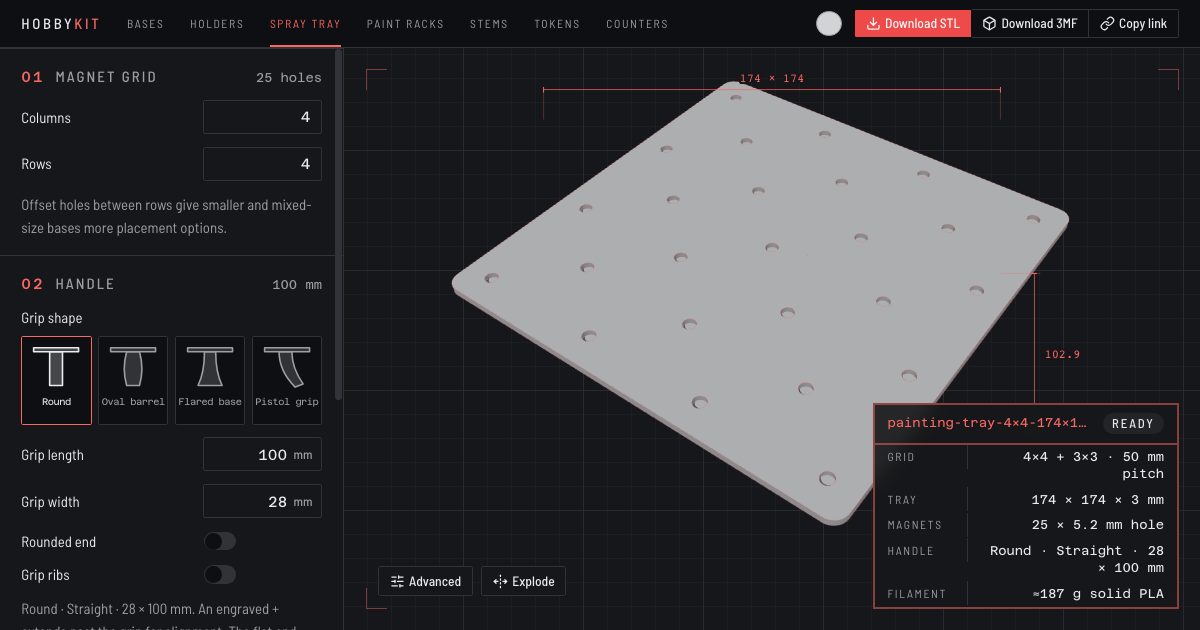 HOBBYKIT BASES HOLDERS SPRAY TRAY PAINT RACKS STEMS TOKENS COUNTERS Download STL Download 3MF Copy link
01 MAGNET GRID 25 holes
Columns 4
Rows 4
Offset holes between rows give smaller and mixed-
size bases more placement options.
02 HANDLE 100 mm
Grip shape
Round Oval barrel Flared base Pistol grip
Grip length 100 mm
Grip width 28 mm
Rounded end
Grip ribs
Round · Straight · 28 × 100 mm. An engraved +
174 × 174
102.9
Advanced Explode
painting-tray-4×4-174×1… READY
GRID 4×4 + 3×3 · 50 mm
pitch
TRAY 174 × 174 × 3 mm
MAGNETS 25 × 5.2 mm hole
HANDLE Round · Straight · 28
× 100 mm
FILAMENT ≈187 g solid PLA